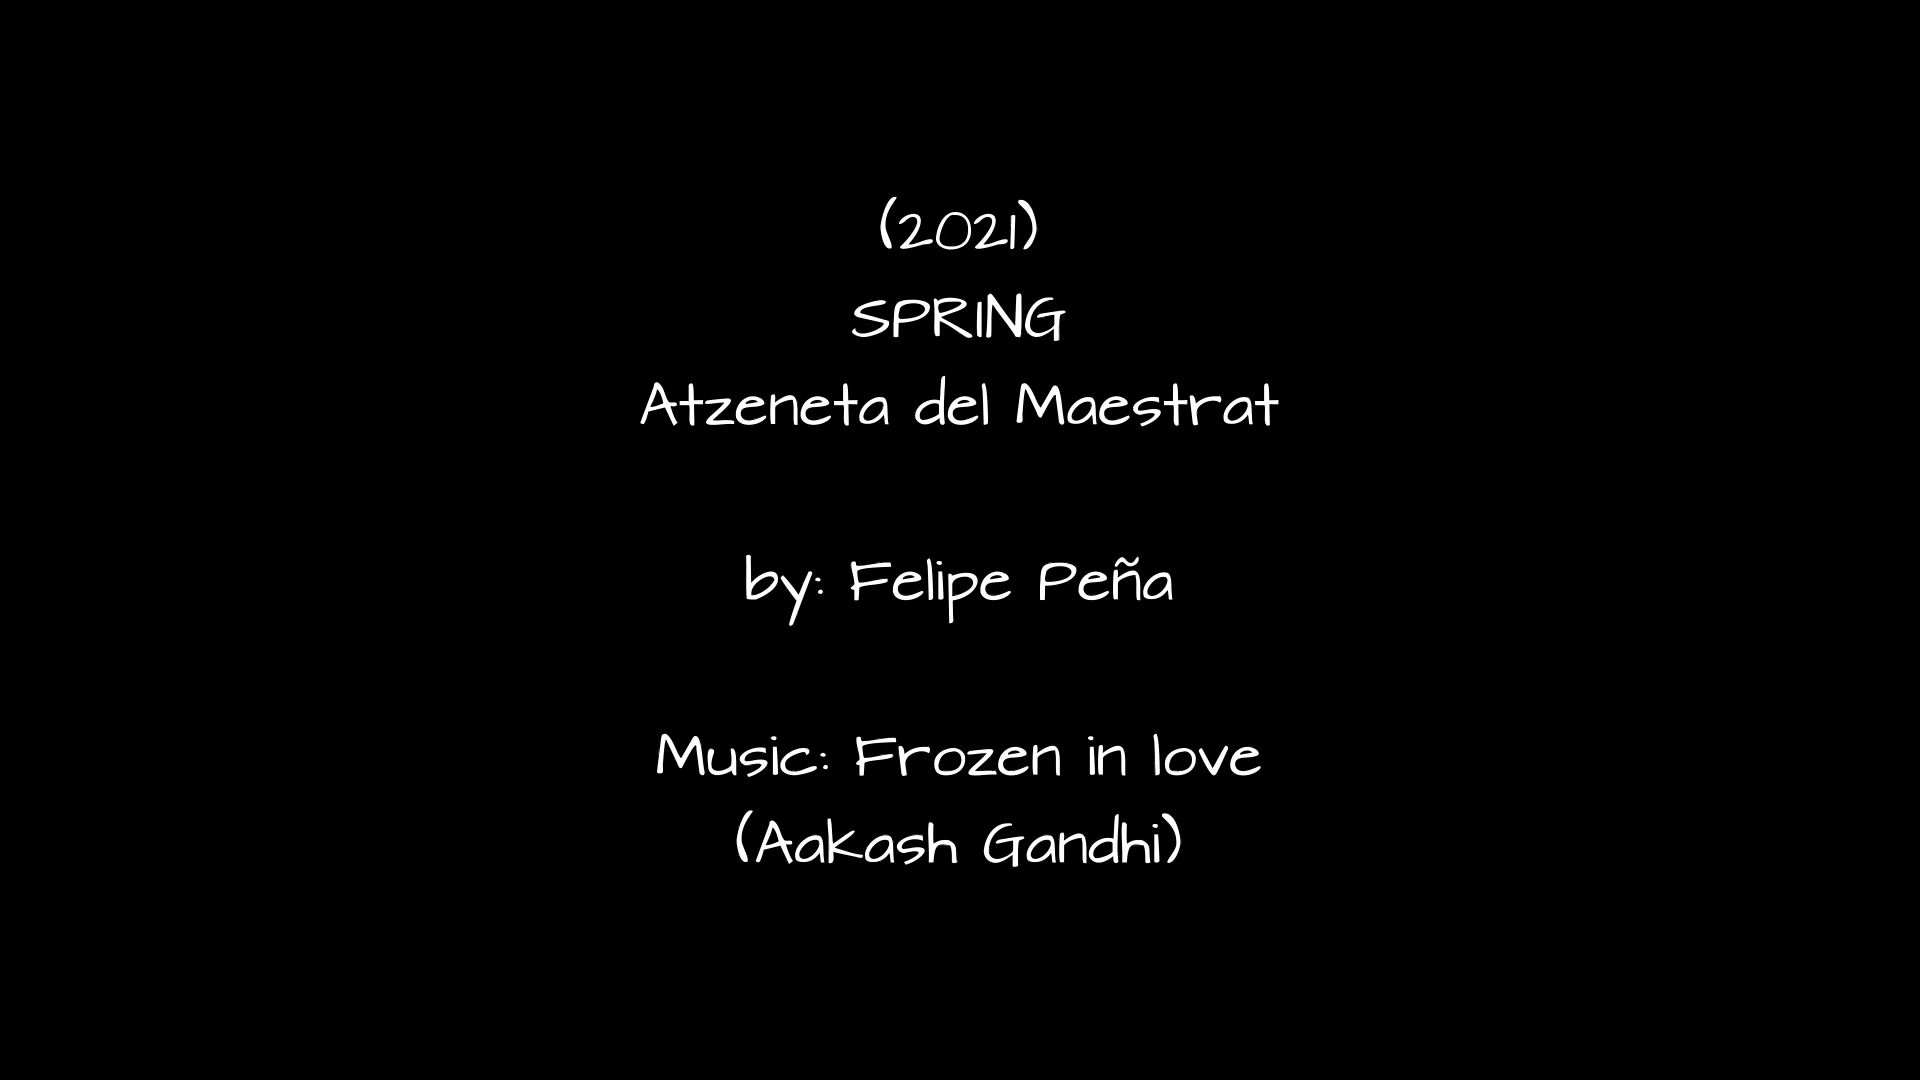 (2021)
SPRING
Atzeneta del Maestrat
by: Felipe Peña
Music: Frozen in love
(Aakash Gandhi)